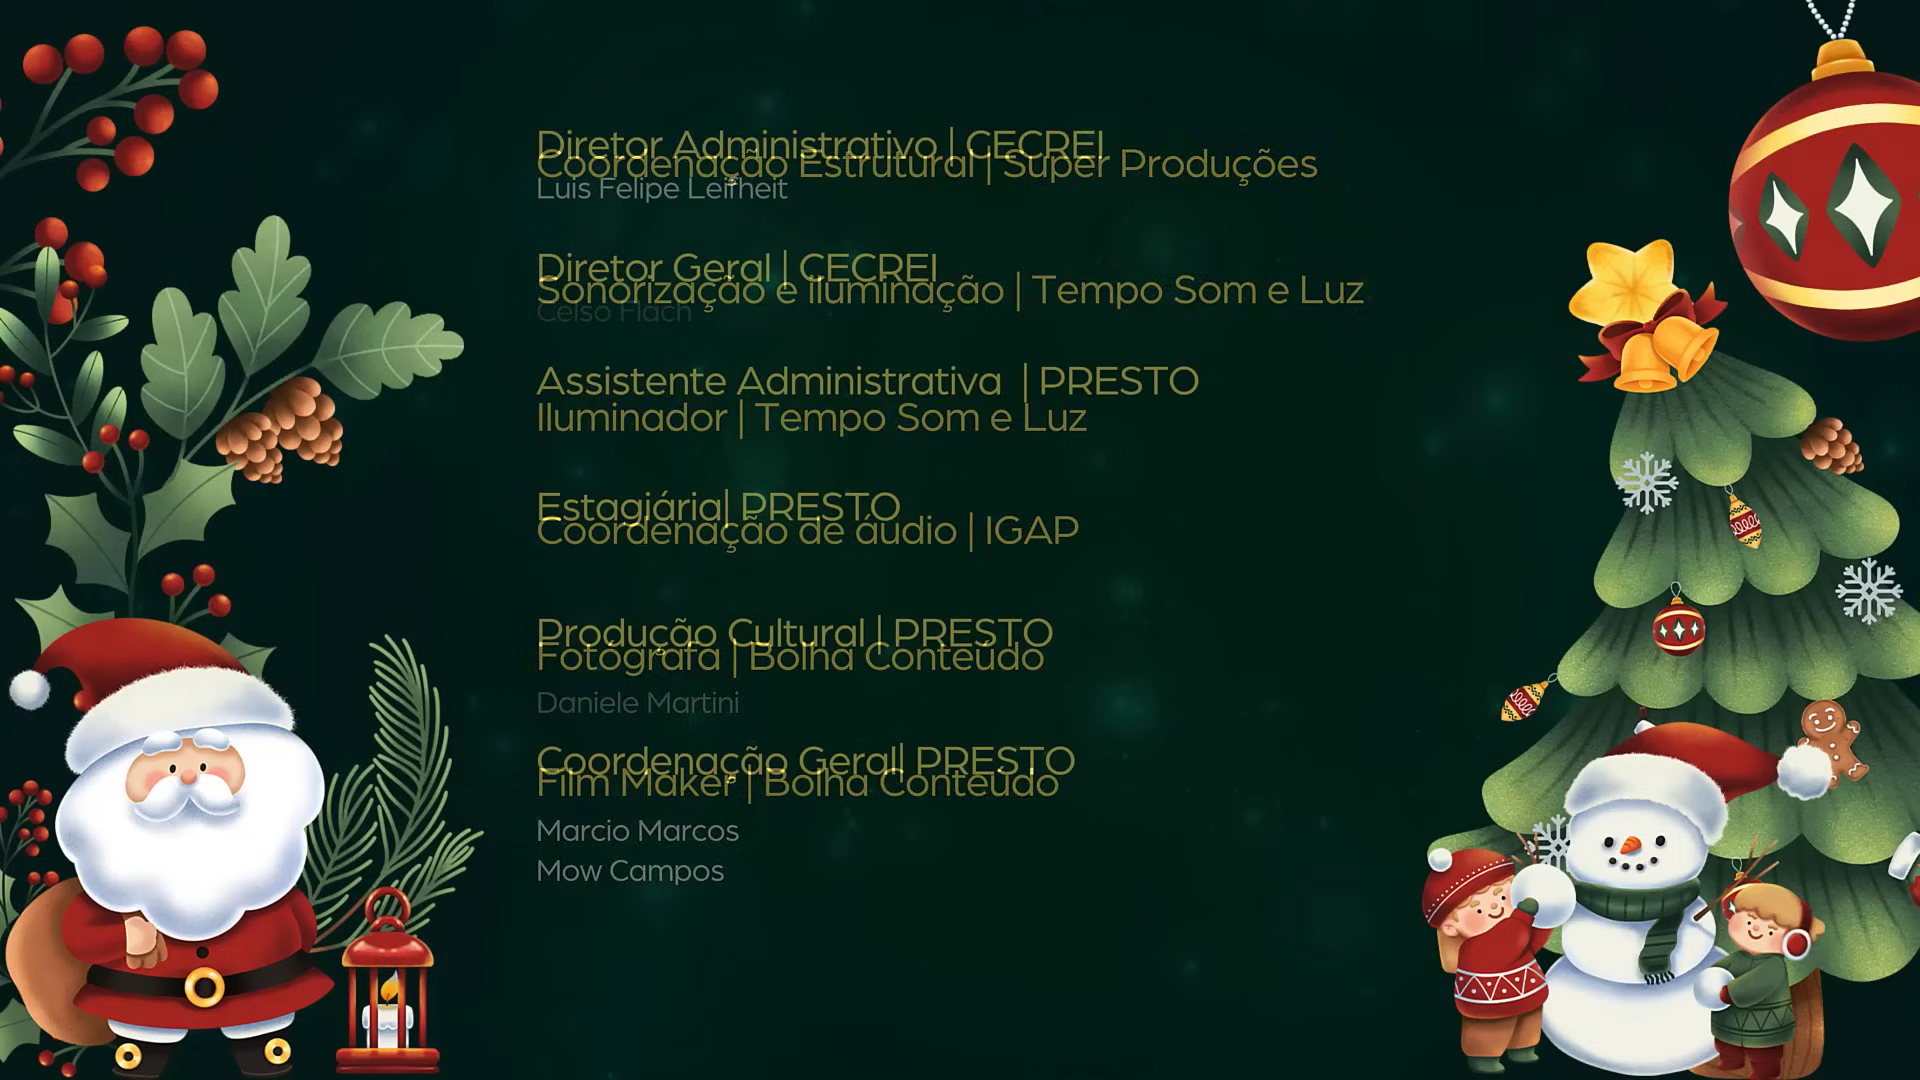 Diretor Administrativo | CECREI
Coordenação Estrutural | Super Produções
Luis Felipe Leifheit
Diretor Geral | CECREI
Sonorização e iluminação | Tempo Som e Luz
Celso Flach
Assistente Administrativa | PRESTO
Iluminador | Tempo Som e Luz
Estagiária| PRESTO
Coordenação de áudio | IGAP
Produção Cultural | PRESTO
Fotógrafa | Bolha Conteúdo
Daniele Martini
Coordenação Geral| PRESTO
Film Maker | Bolha Conteúdo
Marcio Marcos
Mow Campos